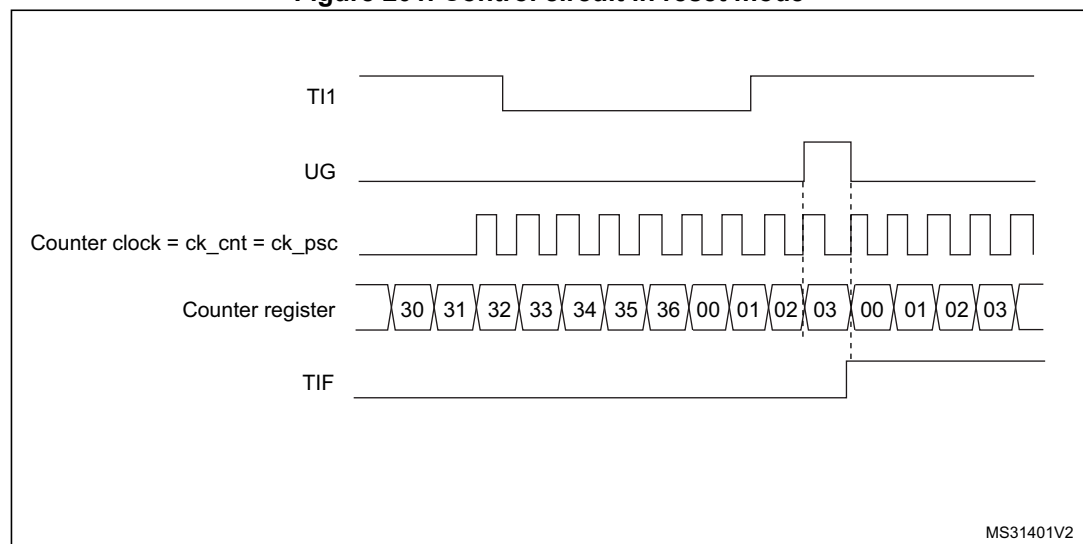 TI1
UG
Counter clock = ck_cnt = ck_psc
Counter register 30 31 32 33 34 35 36 00 01 02 03 00 01 02 03
TIF
MS31401V2